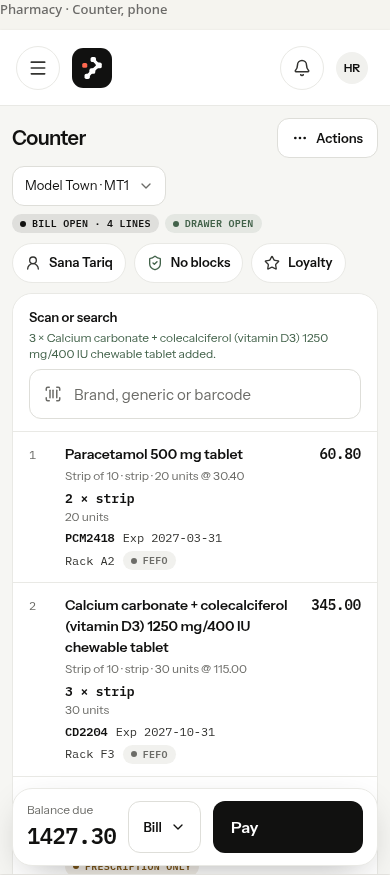 Pharmacy · Counter, phone
HR
Counter
Actions
Model Town · MT1
BILL OPEN · 4 LINES
DRAWER OPEN
Sana Tariq
No blocks
Loyalty
Scan or search
3 × Calcium carbonate + colecalciferol (vitamin D3) 1250
mg/400 IU chewable tablet added.
Brand, generic or barcode
1
Paracetamol 500 mg tablet
60.80
Strip of 10 · strip · 20 units @ 30.40
2 × strip
20 units
PCM2418 Exp 2027-03-31
Rack A2
FEFO
2
Calcium carbonate + colecalciferol
(vitamin D3) 1250 mg/400 IU
chewable tablet
345.00
Strip of 10 · strip · 30 units @ 115.00
3 × strip
30 units
CD2204 Exp 2027-10-31
Rack F3
FEFO
Balance due
1427.30
Bill
Pay
PRESCRIPTION ONLY